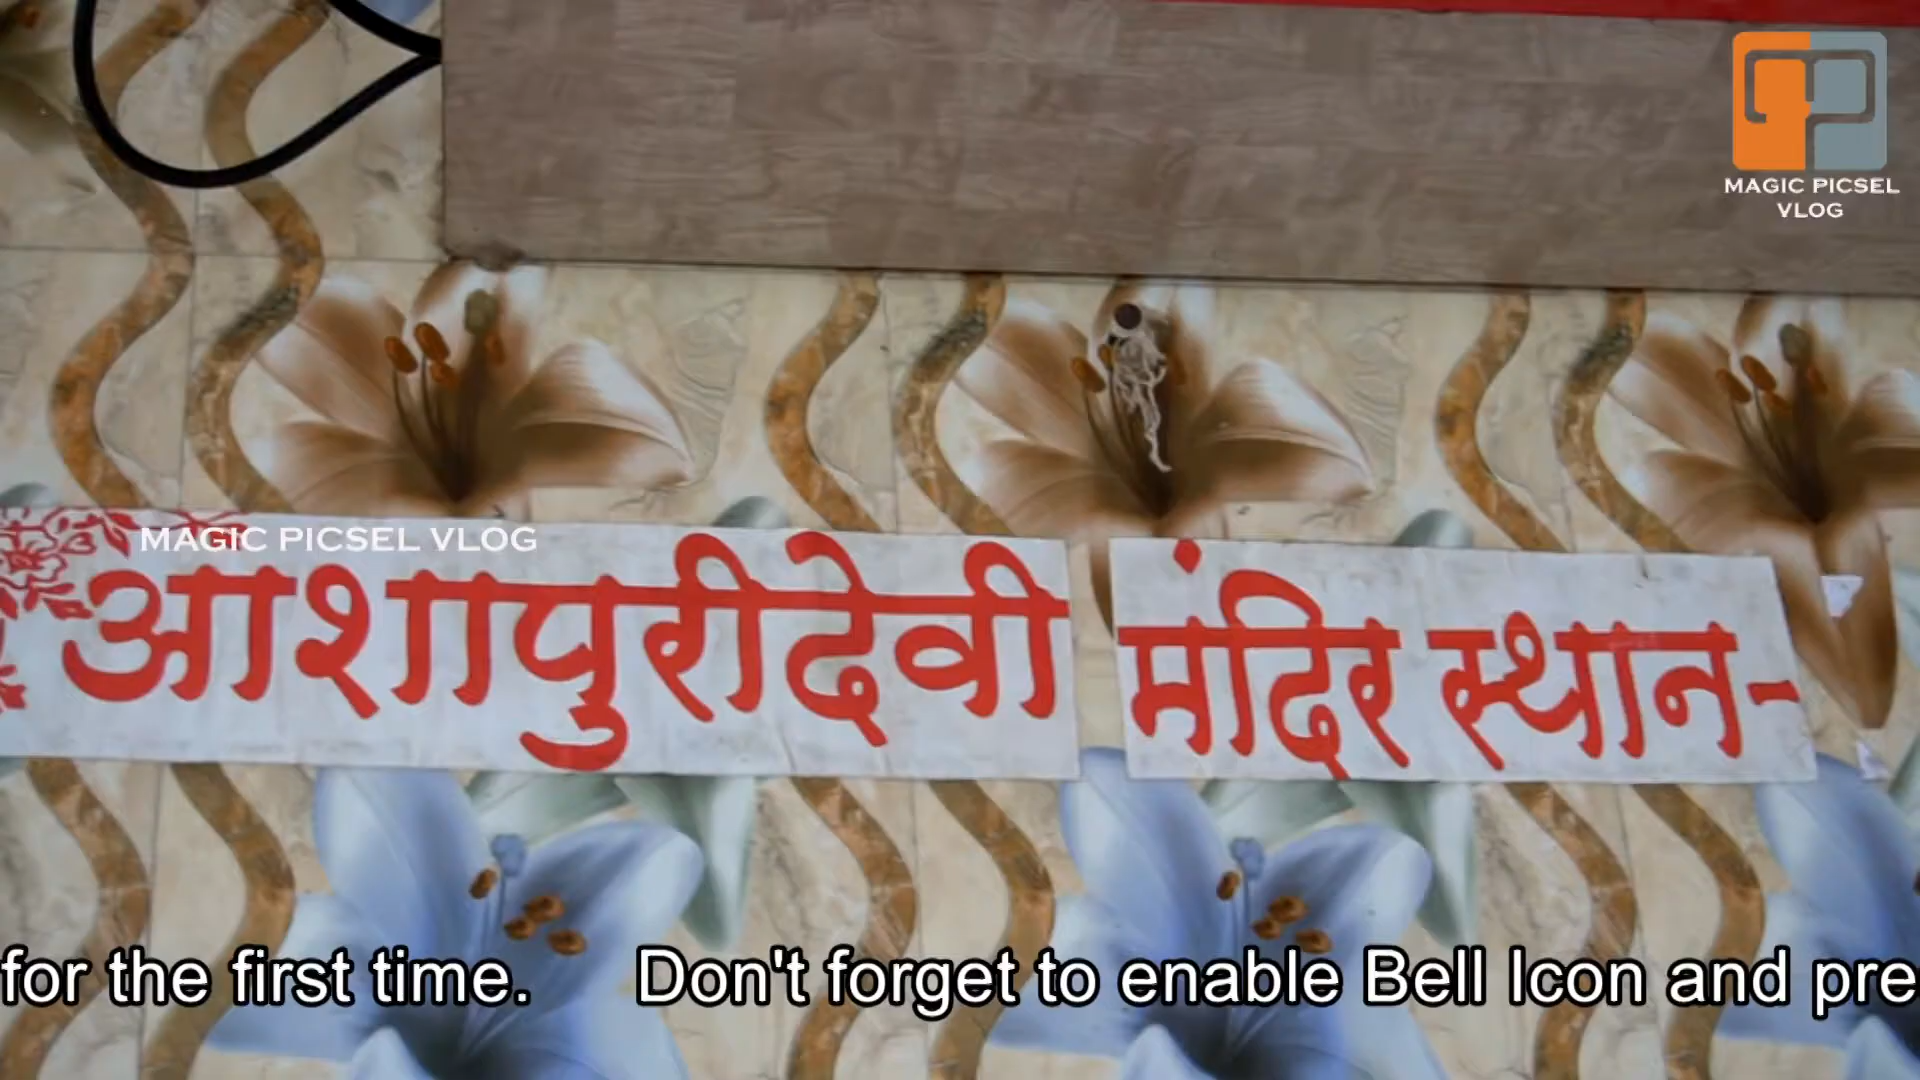 MAGIC PICSEL
VLOG
MAGIC PICSEL VLOG
आशापुरीदेवी मंदिर स्थान-
for the first time. Don't forget to enable Bell Icon and pre